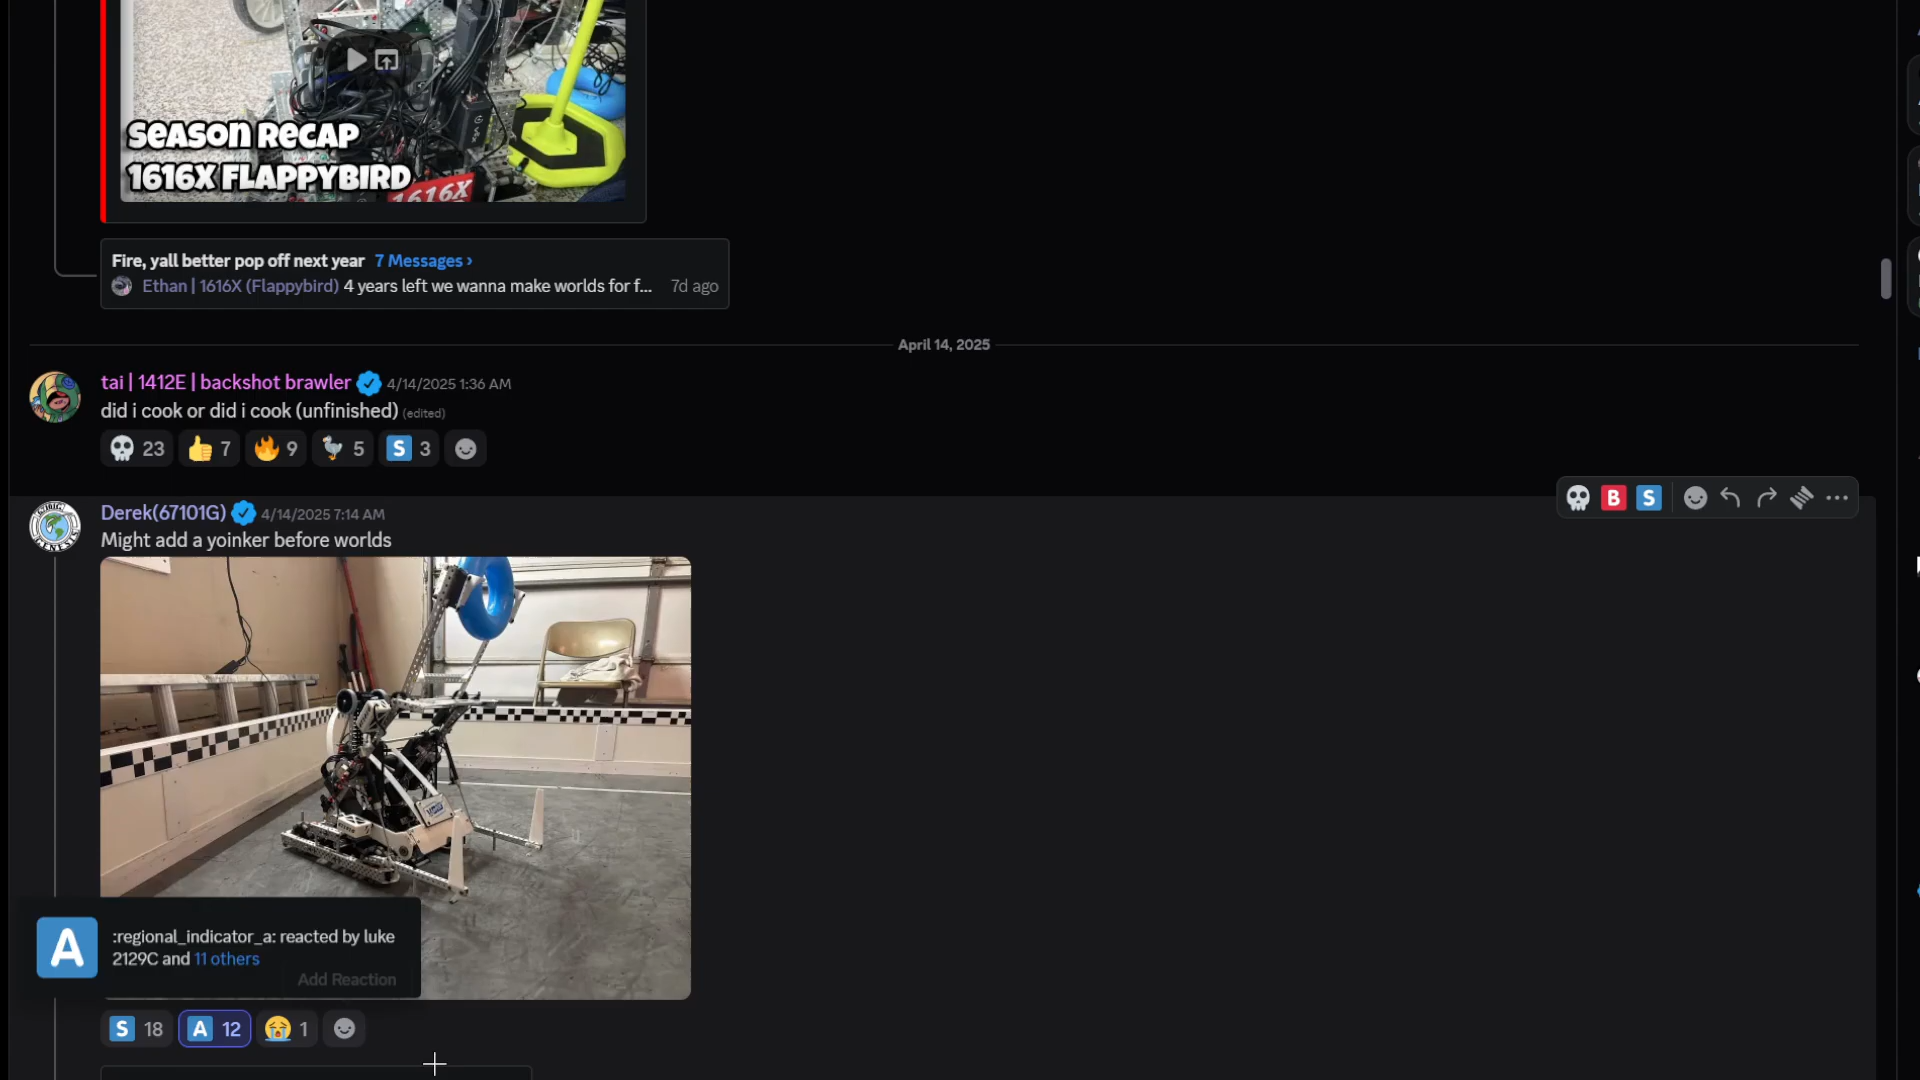 SEASON RECAP
1616X FLAPPYBIRD
1616X
Fire, yall better pop off next year 7 Messages ›
Ethan | 1616X (Flappybird) 4 years left we wanna make worlds for f... 7d ago
April 14, 2025
tai | 1412E | backshot brawler 4/14/2025 1:36 AM
did i cook or did i cook (unfinished) (edited)
23 7 9 5 S 3
B S
Derek(67101G) 4/14/2025 7:14 AM
Might add a yoinker before worlds
A
:regional_indicator_a: reacted by luke
2129C and 11 others
Add Reaction
S 18 A 12 1